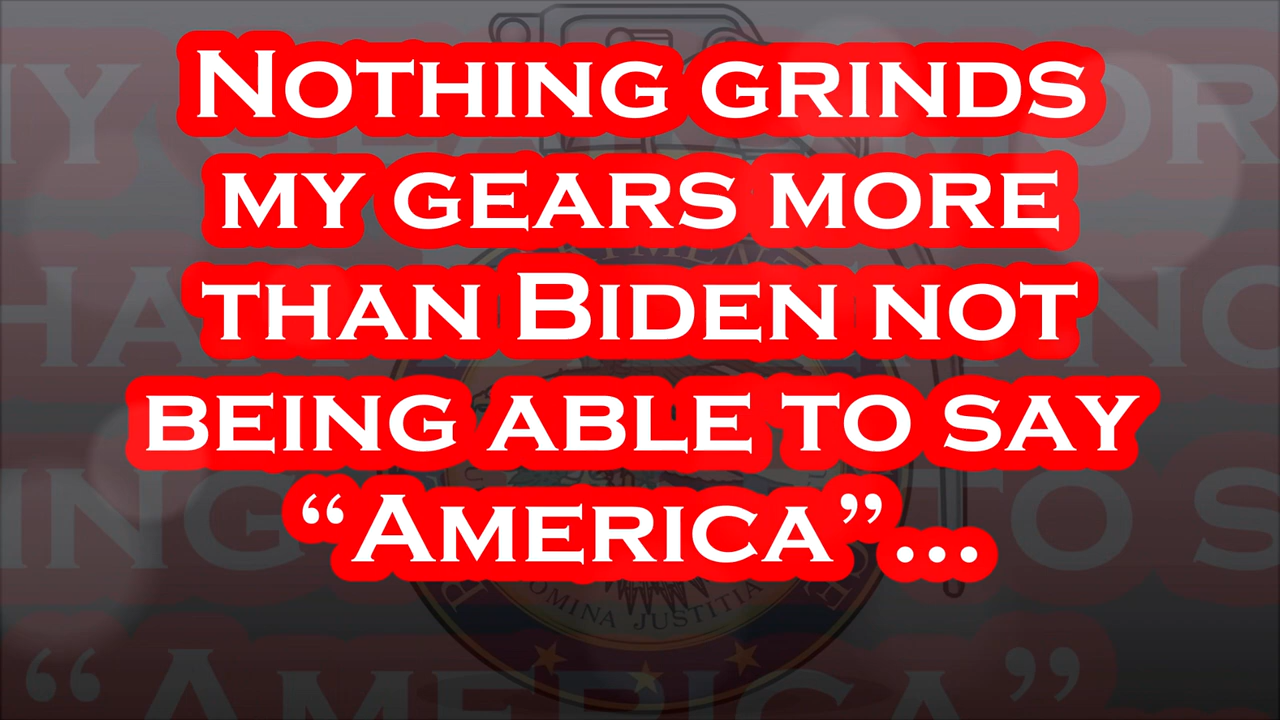 Nothing grinds
my gears more
than Biden not
being able to say
“America”...